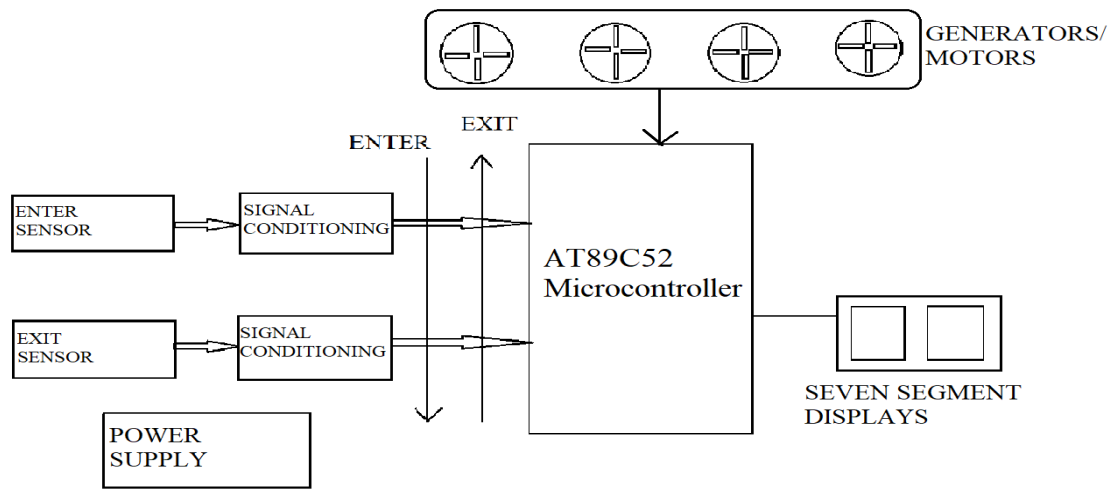 GENERATORS/
MOTORS
EXIT
ENTER
ENTER
SENSOR
SIGNAL
CONDITIONING
AT89C52
Microcontroller
EXIT
SENSOR
SIGNAL
CONDITIONING
SEVEN SEGMENT
DISPLAYS
POWER
SUPPLY